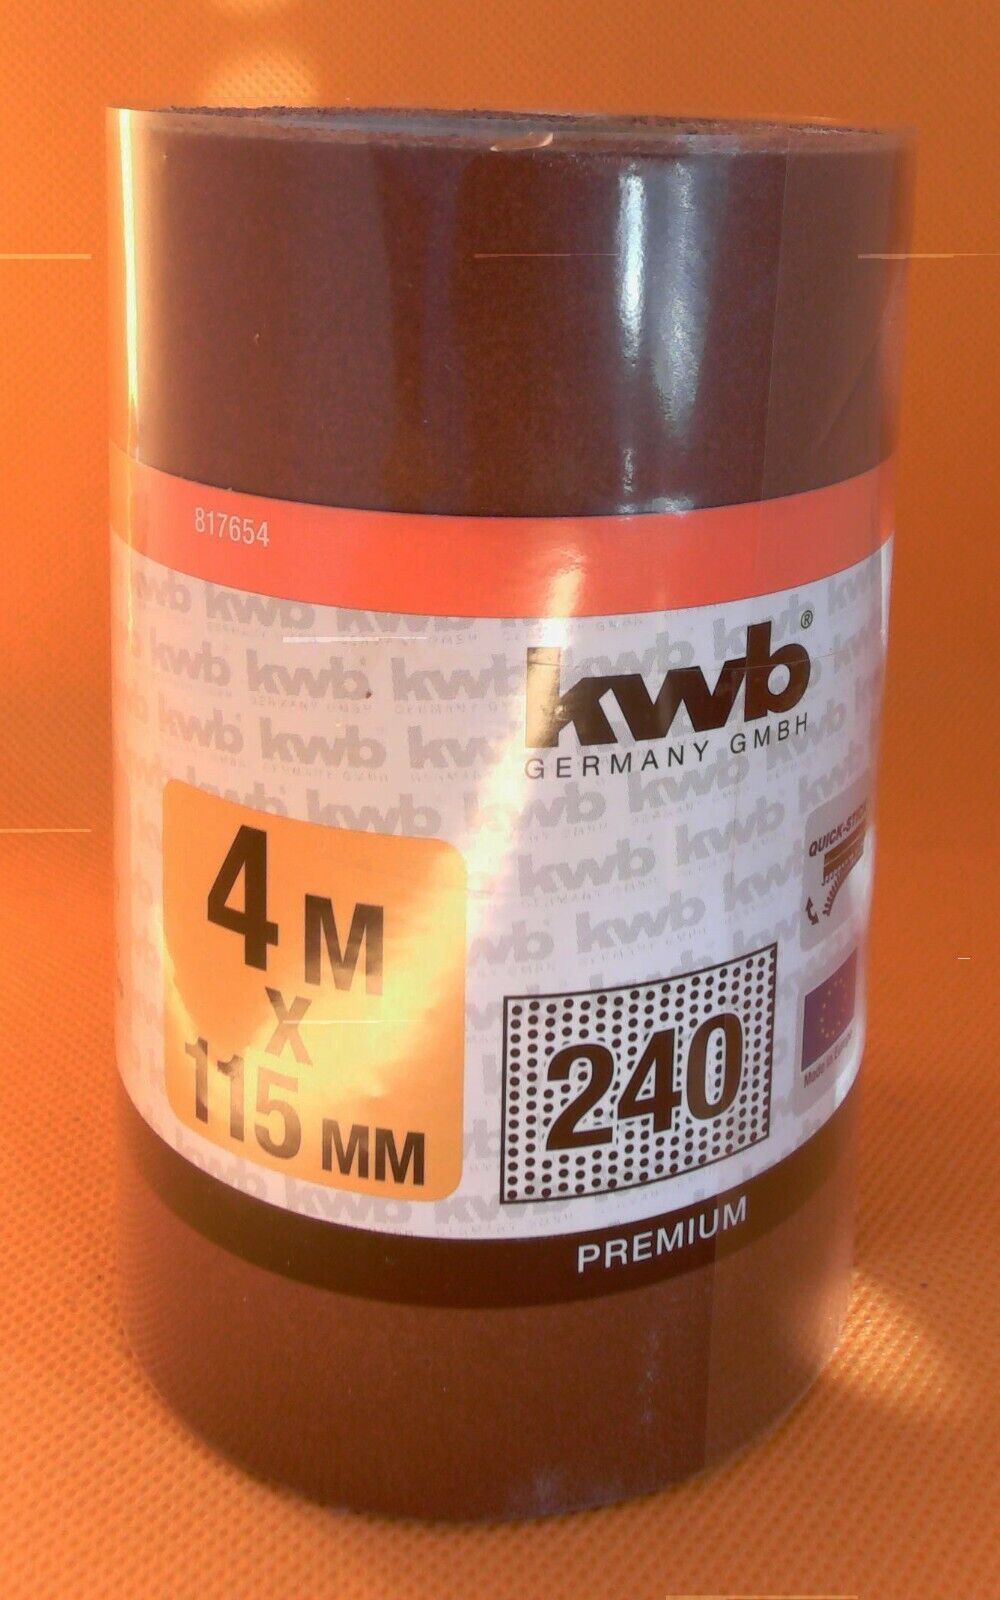 817654
kwb®
GERMANY GMBH
QUICK-STICK
4 M
X
115 MM
240
Made in Europe
PREMIUM